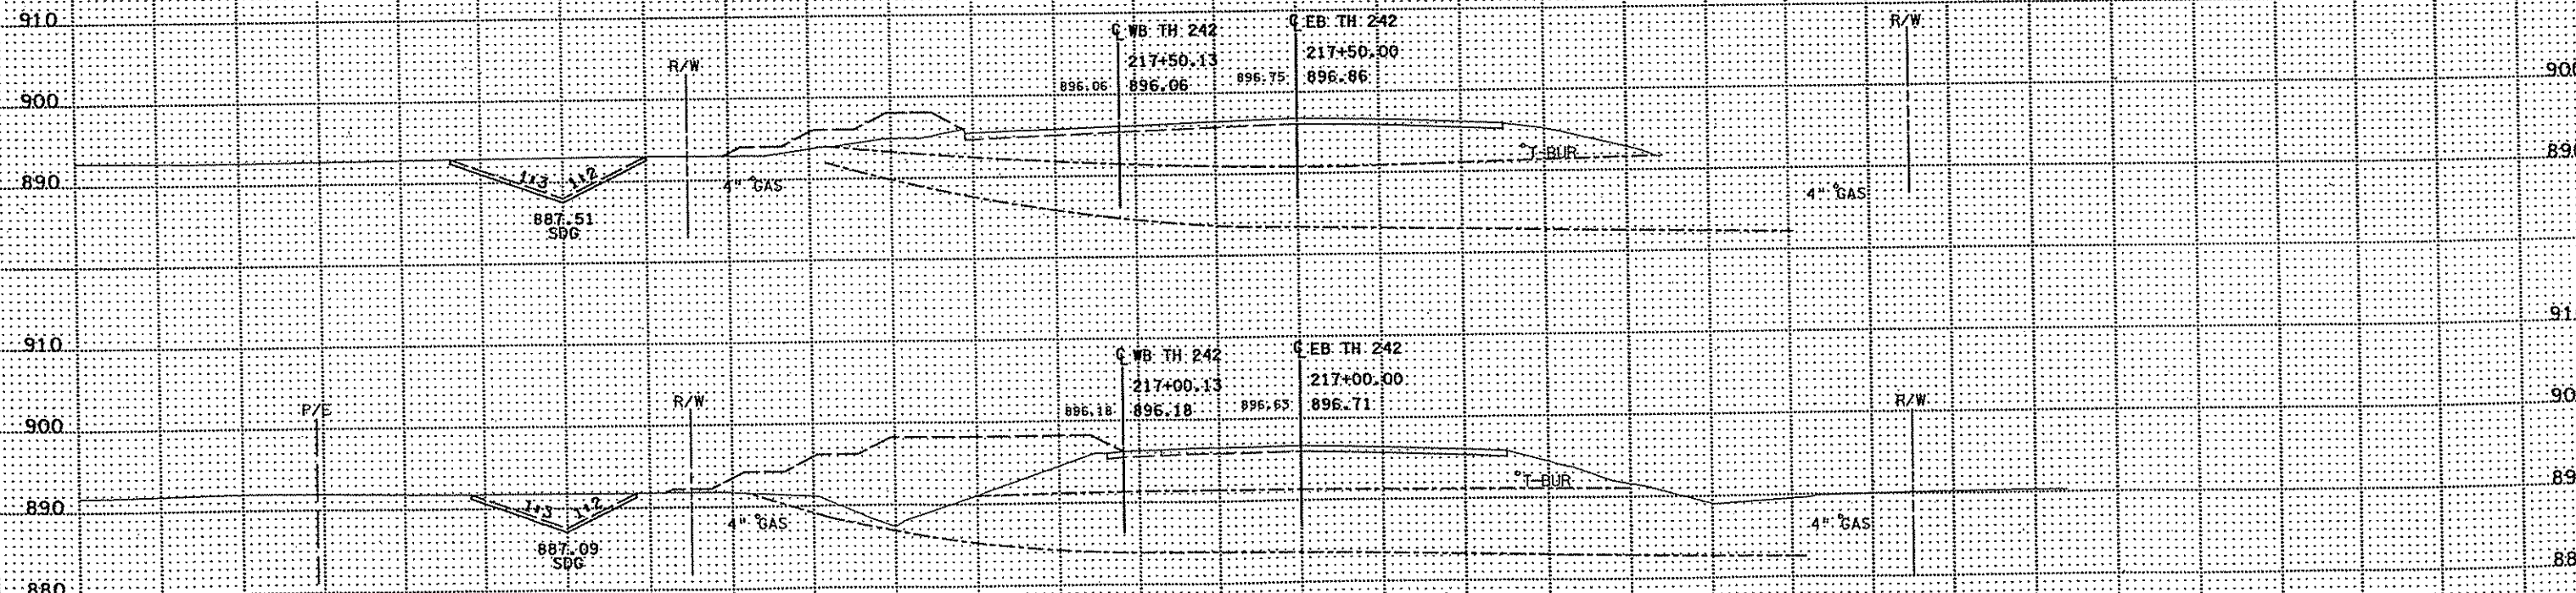 910
℄ WB TH 242
℄ EB TH 242
R/W
217+50.13
217+50.00
R/W
896.06 896.06
896.75 896.86
900
900
890
1:3 1:2
4" GAS
T-BUR
4" GAS
887.51
SDG
910
℄ WB TH 242
℄ EB TH 242
217+00.13
217+00.00
P/E
R/W
R/W
896.18 896.18
896.63 896.71
900
890
1:3 1:2
4" GAS
T-BUR
4" GAS
887.09
SDG
880